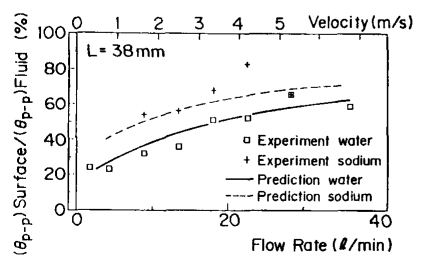 0 1 2 3 4 5 Velocity (m/s)
100
80
60
40
20
0
(θp-p) Surface/(θp-p) Fluid (%)
L = 38mm
□ Experiment water
+ Experiment sodium
Prediction water
Prediction sodium
0 20 40
Flow Rate (ℓ/min)